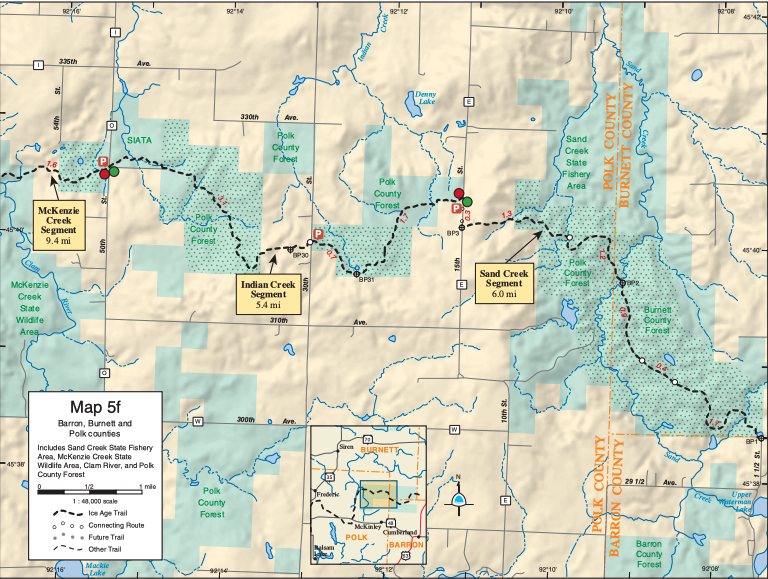 92°16'
92°14'
92°12'
92°10'
92°08'
45°42'
I
I
335th Ave.
Indian Creek
Sand Creek
Denny Lake
E
54th St.
O
SIATA
330th Ave.
Polk
County
Forest
Sand
Creek
State
Fishery
Area
POLK COUNTY
BURNETT COUNTY
1.6
P
McKenzie
Creek
Segment
9.4 mi
50th St.
3.1
Polk
County
Forest
St.
30th
P
BP30
0.7
BP31
Polk
County
Forest
1.7
St.
15th
P
0.3
BP3
1.3
1.2
45°40'
45°40'
Clam River
McKenzie
Creek
State
Wildlife
Area
Indian Creek
Segment
5.4 mi
Sand Creek
Segment
6.0 mi
Polk
County
Forest
BP2
0.9
Burnett
County
Forest
E
310th Ave.
0.6
O
1.7
Map 5f
Barron, Burnett and
Polk counties
Includes Sand Creek State Fishery
Area, McKenzie Creek State
Wildlife Area, Clam River, and Polk
County Forest
0 1/2 1 mile
1 : 48,000 scale
Ice Age Trail
Connecting Route
Future Trail
Other Trail
W
300th Ave.
W
10th St.
BP1
1 1/2 St.
70
Siren
BURNETT
35
Frederic
McKinley
48
Cumberland
POLK
BARRON
Balsam
Lake
63
N
E
45°38'
45°38'
POLK COUNTY
BARRON COUNTY
Sand Creek
29 1/2 Ave.
Upper
Waterman
Lake
Polk
County
Forest
Barron
County
Forest
Mackie
Lake
92°16'
92°14'
92°12'
92°10'
92°08'